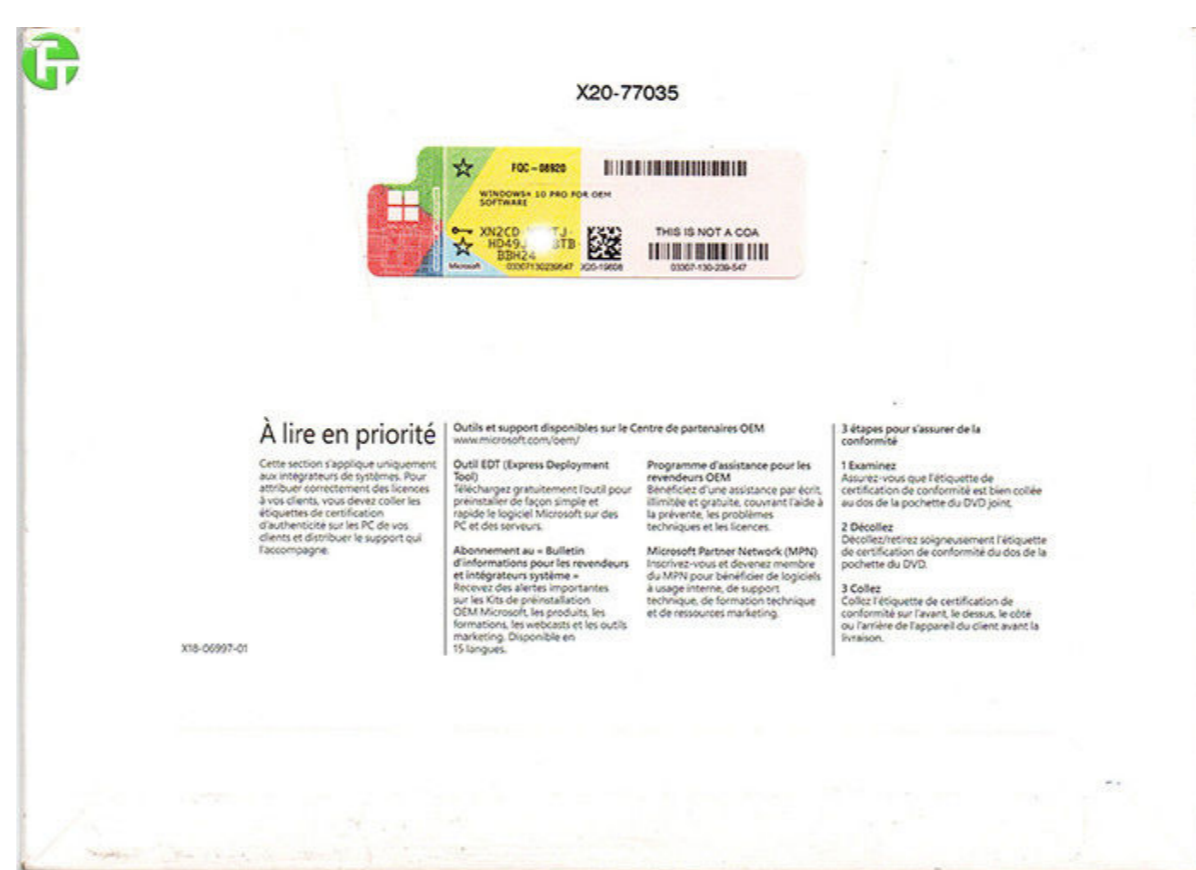 X20-77035
FQC-08920
WINDOWS® 10 PRO FOR OEM
SOFTWARE
XN2CD TJ-
THIS IS NOT A COA
HD49J BTB-
BBH24
Microsoft 03307130239547 X20-19608 03307-130-239-547
À lire en priorité
Cette section s'applique uniquement
aux intégrateurs de systèmes. Pour
attribuer correctement des licences
à vos clients, vous devez coller les
étiquettes de certification
d'authenticité sur les PC de vos
clients et distribuer le support qui
l'accompagne.
X18-06997-01
Outils et support disponibles sur le Centre de partenaires OEM
www.microsoft.com/oem/
Outil EDT (Express Deployment
Tool)
Téléchargez gratuitement l'outil pour
préinstaller de façon simple et
rapide le logiciel Microsoft sur des
PC et des serveurs.
Abonnement au « Bulletin
d'informations pour les revendeurs
et intégrateurs système »
Recevez des alertes importantes
sur les Kits de préinstallation
OEM Microsoft, les produits, les
formations, les webcasts et les outils
marketing. Disponible en
15 langues.
Programme d'assistance pour les
revendeurs OEM
Bénéficiez d'une assistance par écrit,
illimitée et gratuite, couvrant l'aide à
la prévente, les problèmes
techniques et les licences.
Microsoft Partner Network (MPN)
Inscrivez-vous et devenez membre
du MPN pour bénéficier de logiciels
à usage interne, de support
technique, de formation technique
et de ressources marketing.
3 étapes pour s'assurer de la
conformité
1 Examinez
Assurez-vous que l'étiquette de
certification de conformité est bien collée
au dos de la pochette du DVD joint.
2 Décollez
Décollez/retirez soigneusement l'étiquette
de certification de conformité du dos de la
pochette du DVD.
3 Collez
Collez l'étiquette de certification de
conformité sur l'avant, le dessus, le côté
ou l'arrière de l'appareil du client avant la
livraison.